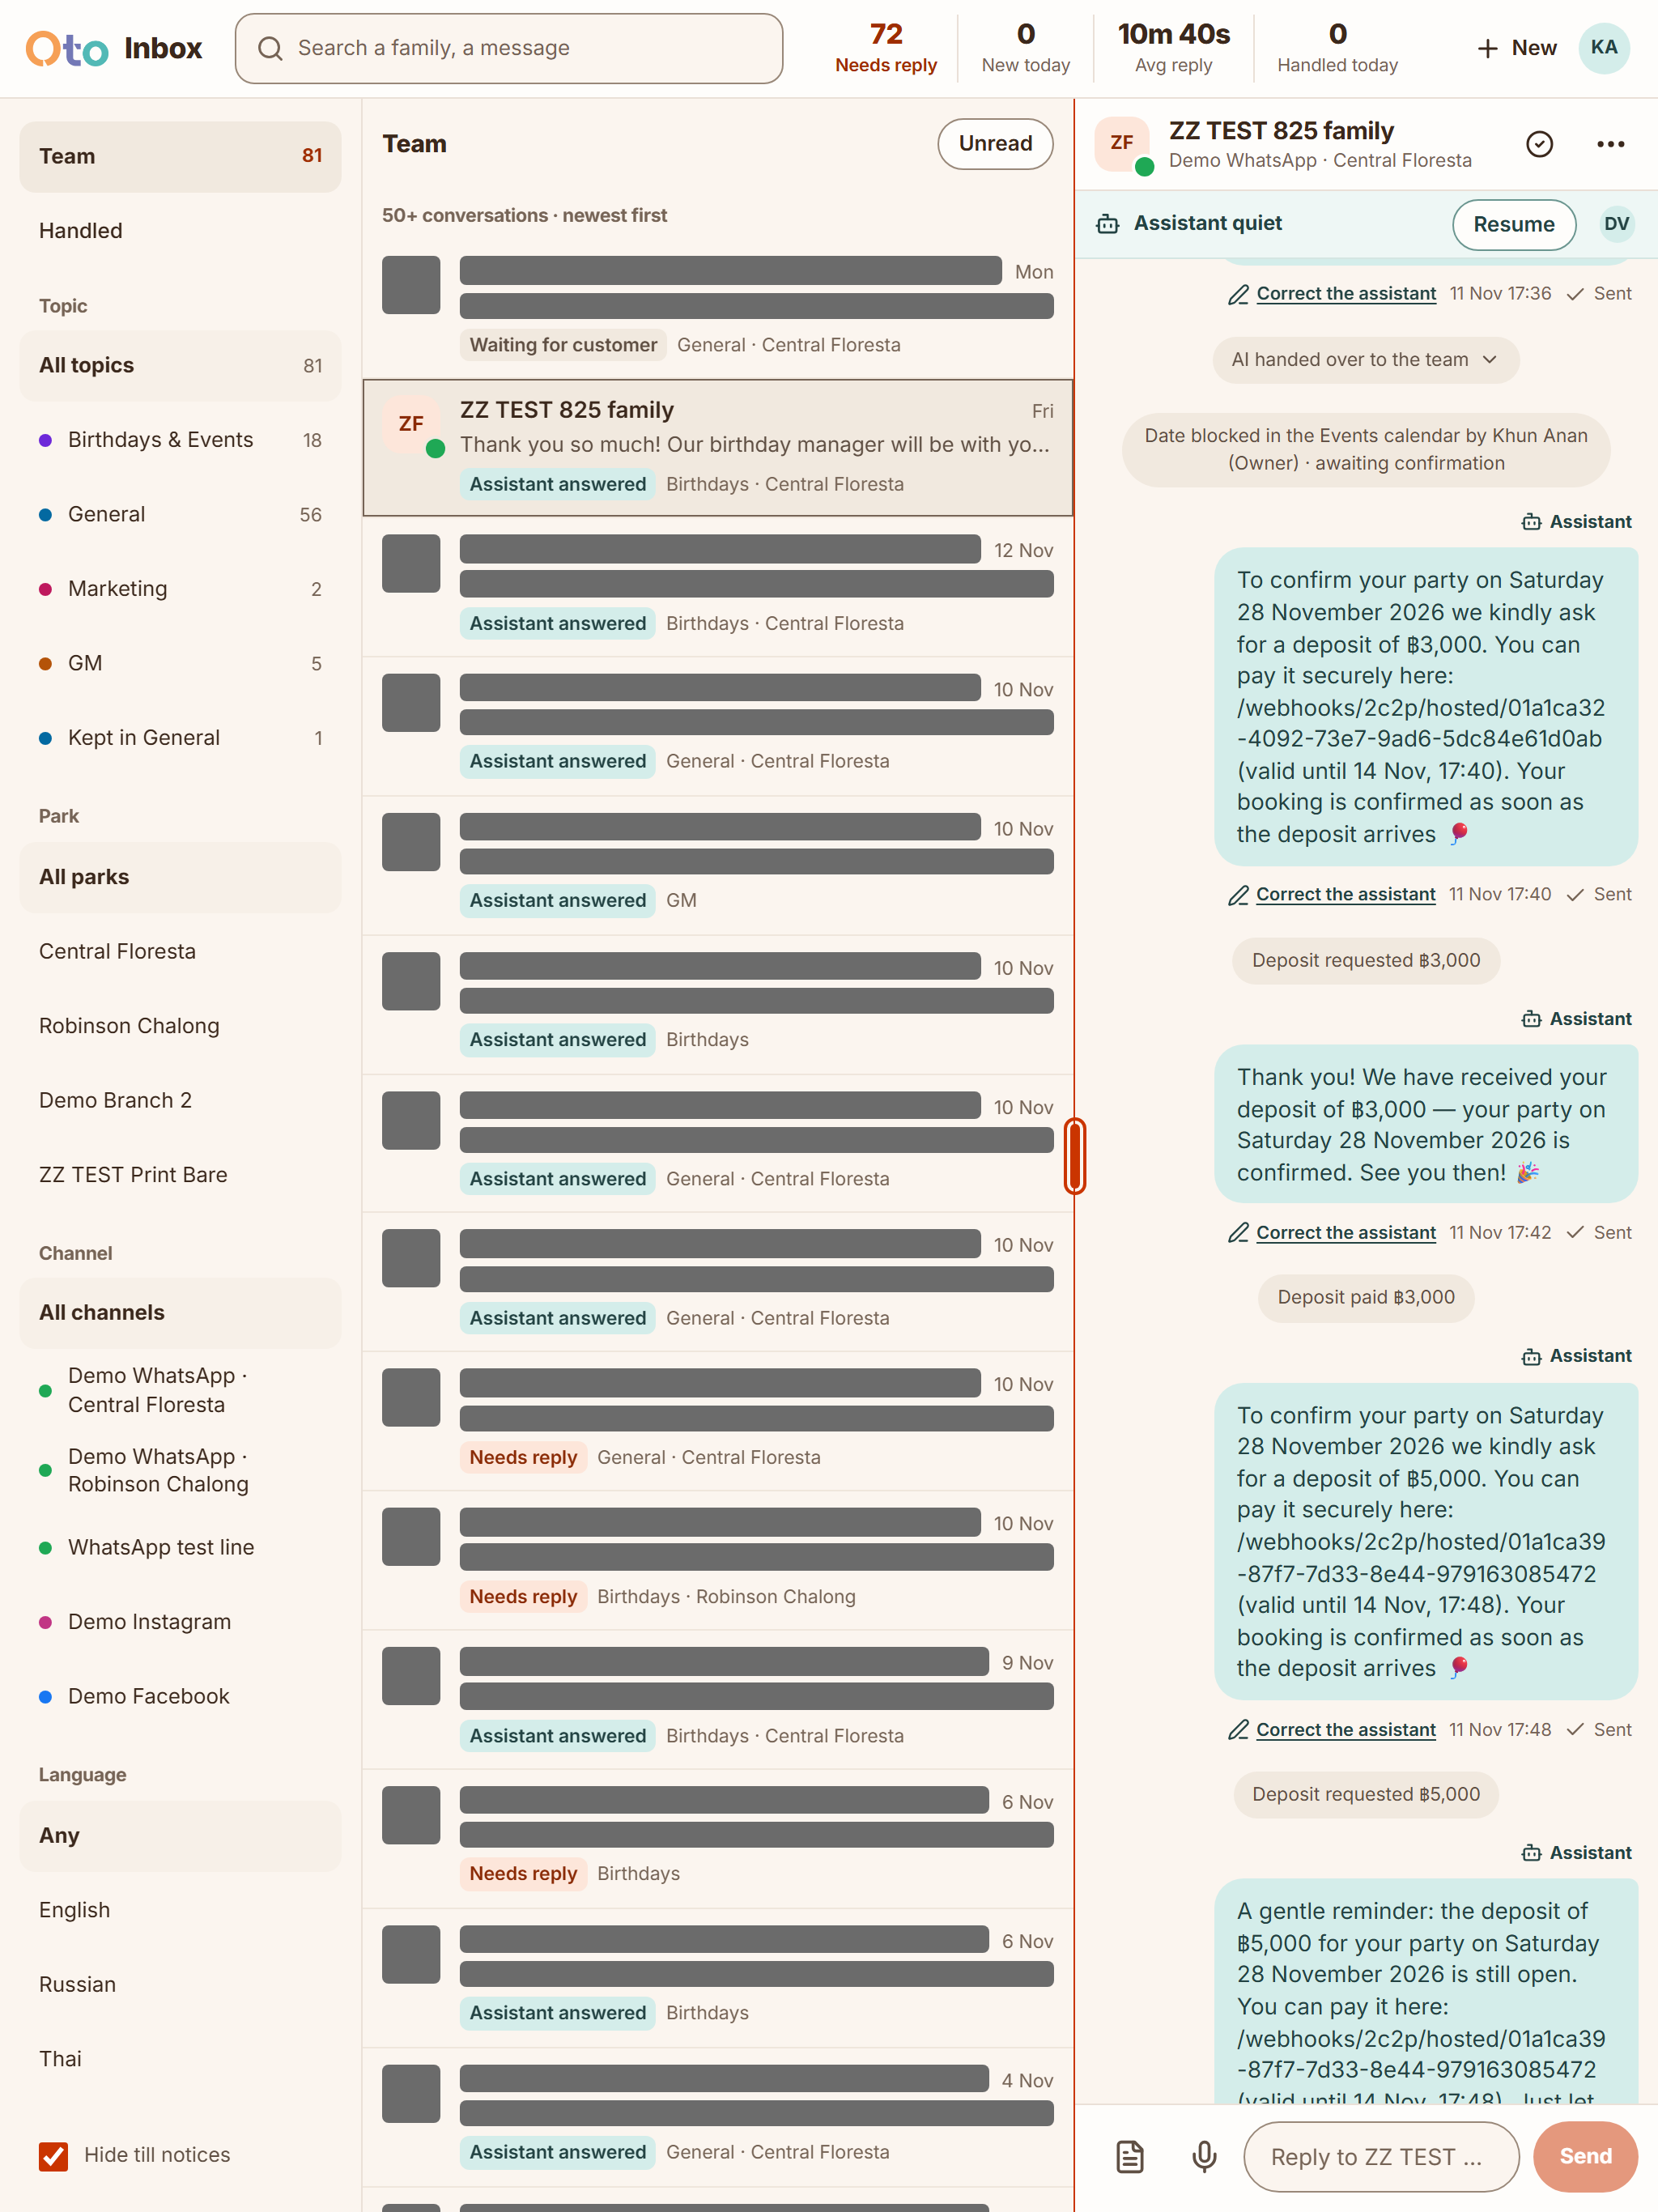 Oto Inbox
Search a family, a message
72
Needs reply
0
New today
10m 40s
Avg reply
0
Handled today
New
KA
Team 81
Handled
Topic
All topics 81
Birthdays & Events 18
General 56
Marketing 2
GM 5
Kept in General 1
Park
All parks
Central Floresta
Robinson Chalong
Demo Branch 2
ZZ TEST Print Bare
Channel
All channels
Demo WhatsApp ·
Central Floresta
Demo WhatsApp ·
Robinson Chalong
WhatsApp test line
Demo Instagram
Demo Facebook
Language
Any
English
Russian
Thai
Hide till notices
Team
Unread
50+ conversations · newest first
Mon
Waiting for customer General · Central Floresta
ZF
ZZ TEST 825 family Fri
Thank you so much! Our birthday manager will be with yo...
Assistant answered Birthdays · Central Floresta
12 Nov
Assistant answered Birthdays · Central Floresta
10 Nov
Assistant answered General · Central Floresta
10 Nov
Assistant answered GM
10 Nov
Assistant answered Birthdays
10 Nov
Assistant answered General · Central Floresta
10 Nov
Assistant answered General · Central Floresta
10 Nov
Needs reply General · Central Floresta
10 Nov
Needs reply Birthdays · Robinson Chalong
9 Nov
Assistant answered Birthdays · Central Floresta
6 Nov
Needs reply Birthdays
6 Nov
Assistant answered Birthdays
4 Nov
Assistant answered General · Central Floresta
ZF
ZZ TEST 825 family
Demo WhatsApp · Central Floresta
Assistant quiet
Resume
DV
Correct the assistant 11 Nov 17:36 Sent
AI handed over to the team
Date blocked in the Events calendar by Khun Anan
(Owner) · awaiting confirmation
Assistant
To confirm your party on Saturday
28 November 2026 we kindly ask
for a deposit of ฿3,000. You can
pay it securely here:
/webhooks/2c2p/hosted/01a1ca32
-4092-73e7-9ad6-5dc84e61d0ab
(valid until 14 Nov, 17:40). Your
booking is confirmed as soon as
the deposit arrives 🎈
Correct the assistant 11 Nov 17:40 Sent
Deposit requested ฿3,000
Assistant
Thank you! We have received your
deposit of ฿3,000 — your party on
Saturday 28 November 2026 is
confirmed. See you then! 🎉
Correct the assistant 11 Nov 17:42 Sent
Deposit paid ฿3,000
Assistant
To confirm your party on Saturday
28 November 2026 we kindly ask
for a deposit of ฿5,000. You can
pay it securely here:
/webhooks/2c2p/hosted/01a1ca39
-87f7-7d33-8e44-979163085472
(valid until 14 Nov, 17:48). Your
booking is confirmed as soon as
the deposit arrives 🎈
Correct the assistant 11 Nov 17:48 Sent
Deposit requested ฿5,000
Assistant
A gentle reminder: the deposit of
฿5,000 for your party on Saturday
28 November 2026 is still open.
You can pay it here:
/webhooks/2c2p/hosted/01a1ca39
-87f7-7d33-8e44-979163085472
(valid until 14 Nov, 17:48). Just let
Reply to ZZ TEST ...
Send